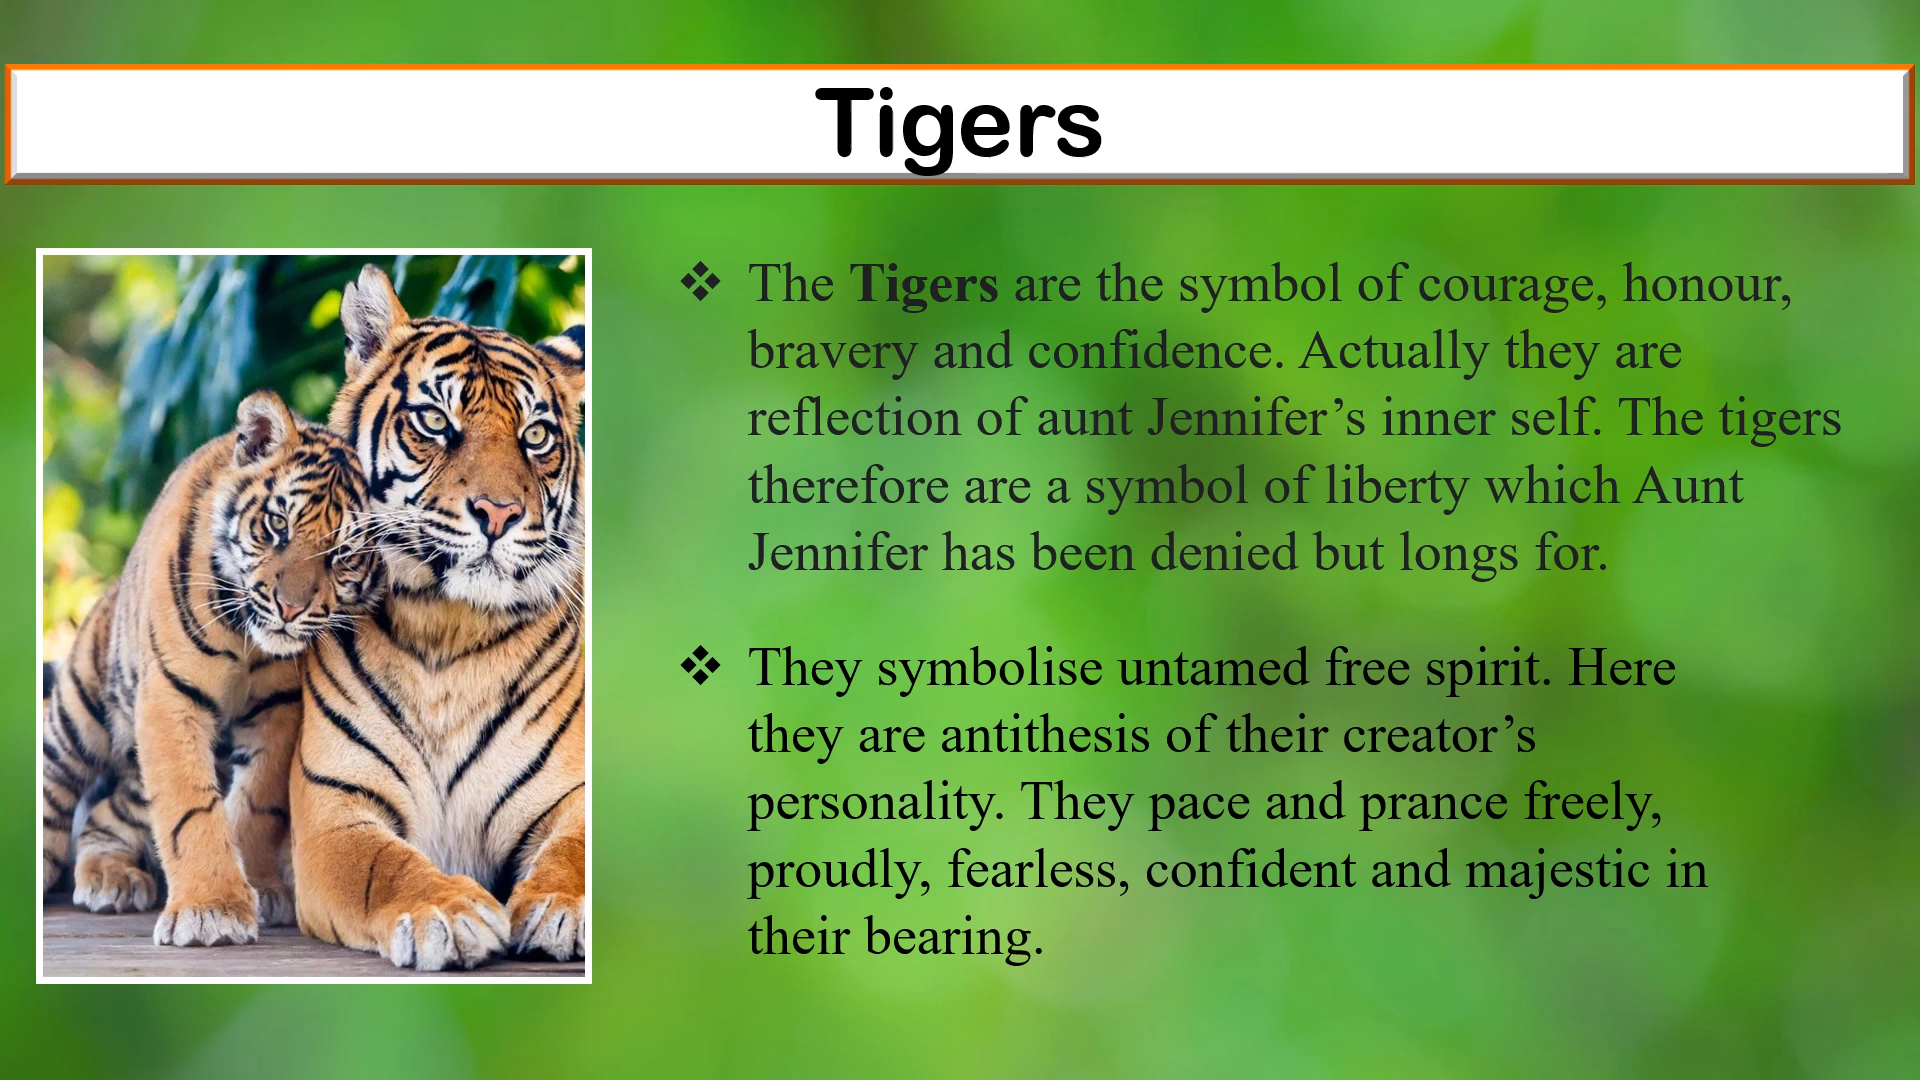 Tigers
❖ The Tigers are the symbol of courage, honour,
bravery and confidence. Actually they are
reflection of aunt Jennifer’s inner self. The tigers
therefore are a symbol of liberty which Aunt
Jennifer has been denied but longs for.
❖ They symbolise untamed free spirit. Here
they are antithesis of their creator’s
personality. They pace and prance freely,
proudly, fearless, confident and majestic in
their bearing.